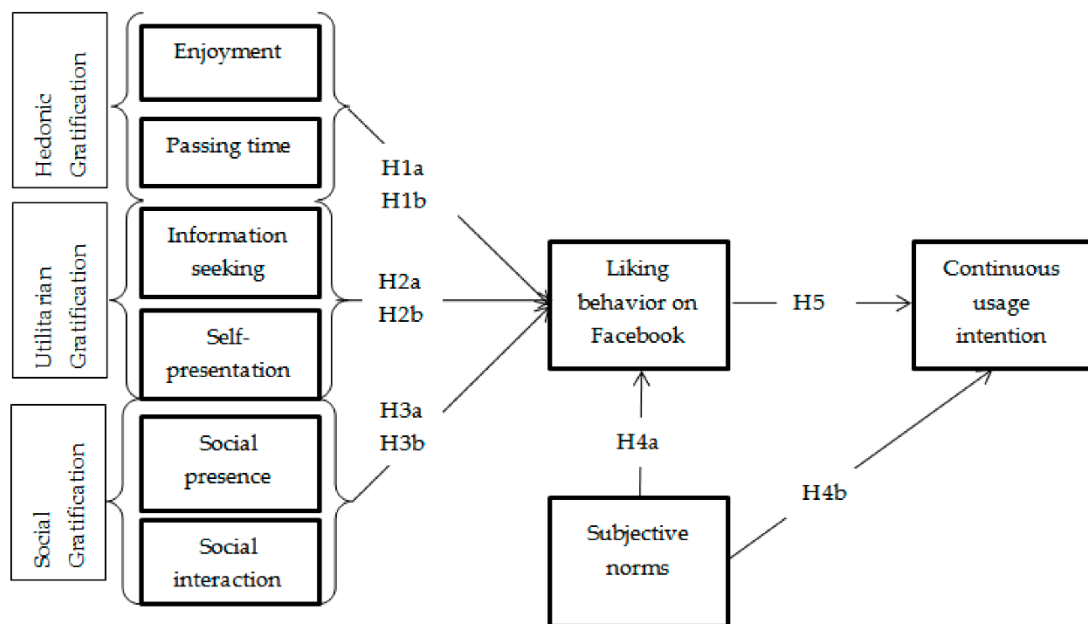 Hedonic
Gratification
Enjoyment
Passing time
Utilitarian
Gratification
Information
seeking
Self-
presentation
Social
Gratification
Social
presence
Social
interaction
H1a
H1b
H2a
H2b
H3a
H3b
Liking
behavior on
Facebook
H5
Continuous
usage
intention
H4a
H4b
Subjective
norms